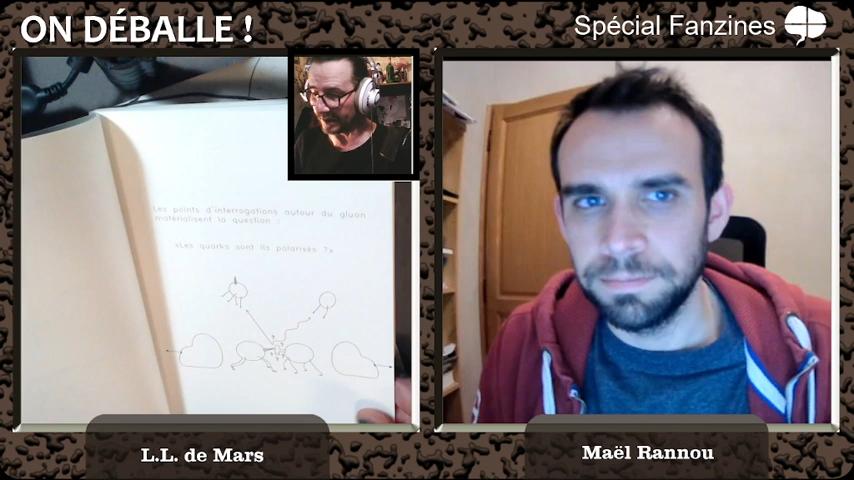 ON DÉBALLE !
Spécial Fanzines
Les points d'interrogations autour du gluon
matérialisent la question :
«Les quarks sont ils polarisés ?»
L.L. de Mars
Maël Rannou